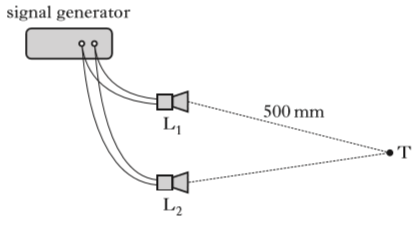 signal generator
500 mm
L₁
T
L₂